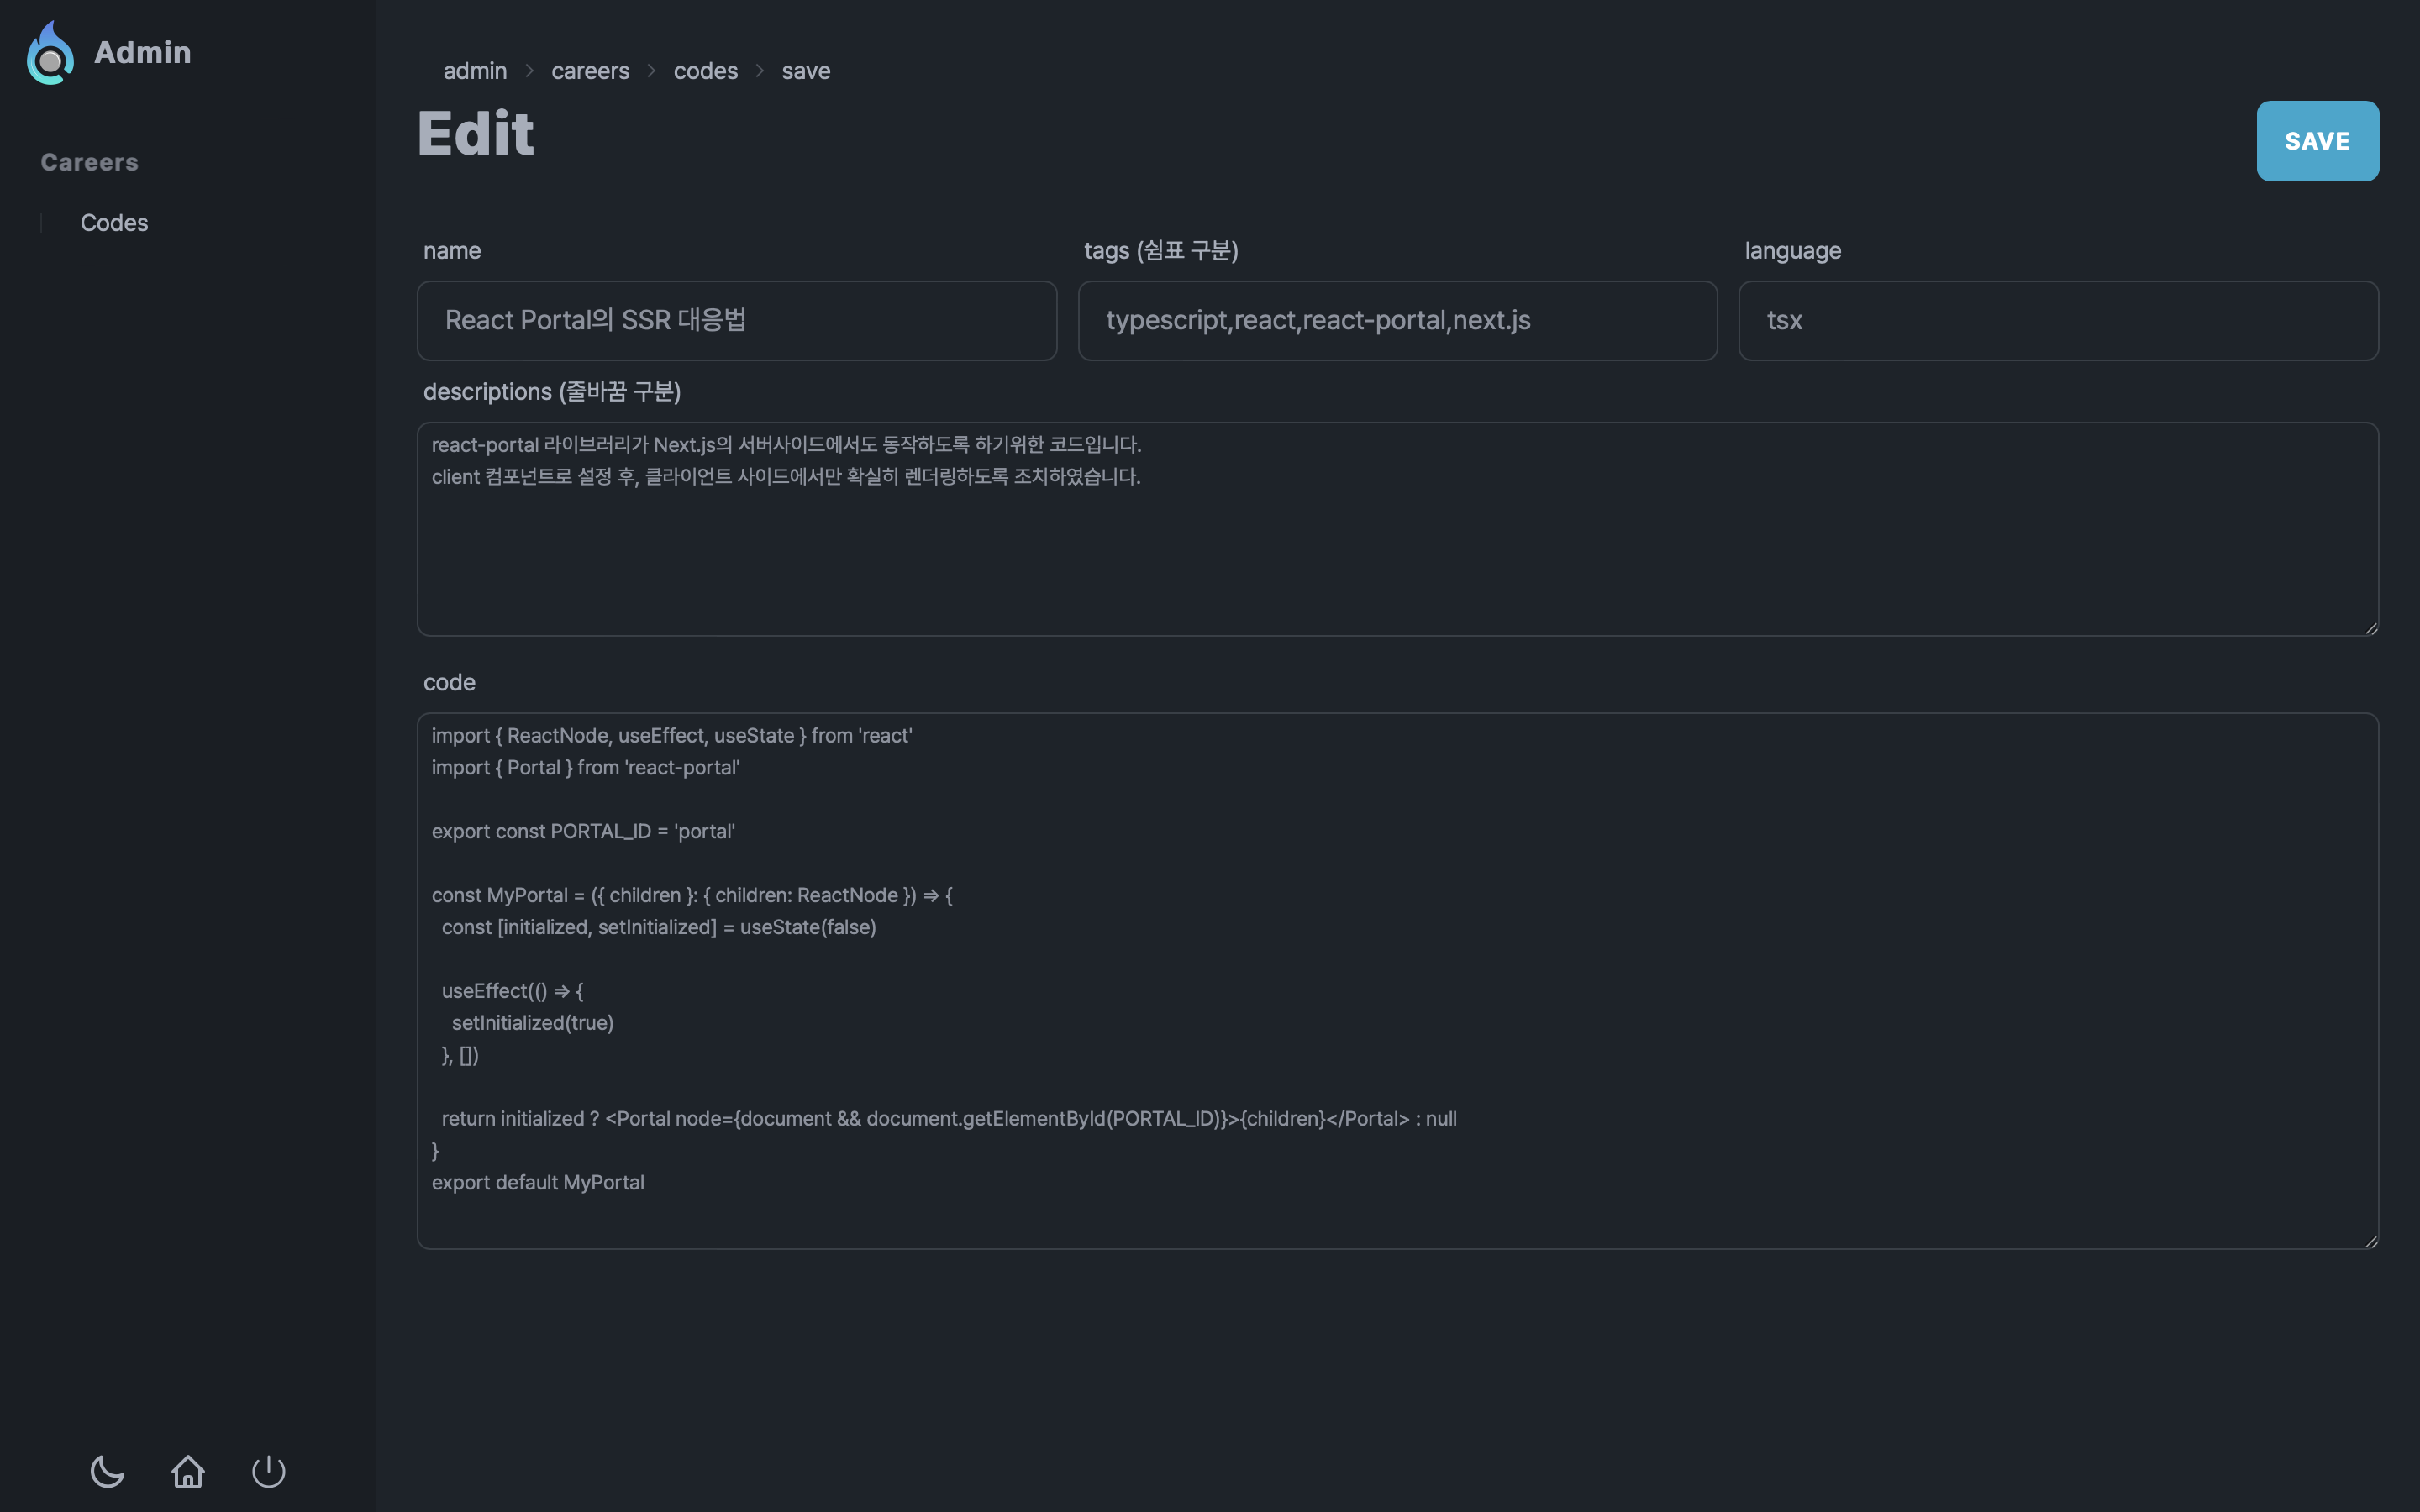 Admin
Careers
Codes
admin > careers > codes > save
Edit
SAVE
name
React Portal의 SSR 대응법
tags (쉼표 구분)
typescript,react,react-portal,next.js
language
tsx
descriptions (줄바꿈 구분)
react-portal 라이브러리가 Next.js의 서버사이드에서도 동작하도록 하기위한 코드입니다.
client 컴포넌트로 설정 후, 클라이언트 사이드에서만 확실히 렌더링하도록 조치하였습니다.
code
import { ReactNode, useEffect, useState } from 'react'
import { Portal } from 'react-portal'

export const PORTAL_ID = 'portal'

const MyPortal = ({ children }: { children: ReactNode }) => {
  const [initialized, setInitialized] = useState(false)

  useEffect(() => {
    setInitialized(true)
  }, [])

  return initialized ? <Portal node={document && document.getElementById(PORTAL_ID)}>{children}</Portal> : null
}
export default MyPortal